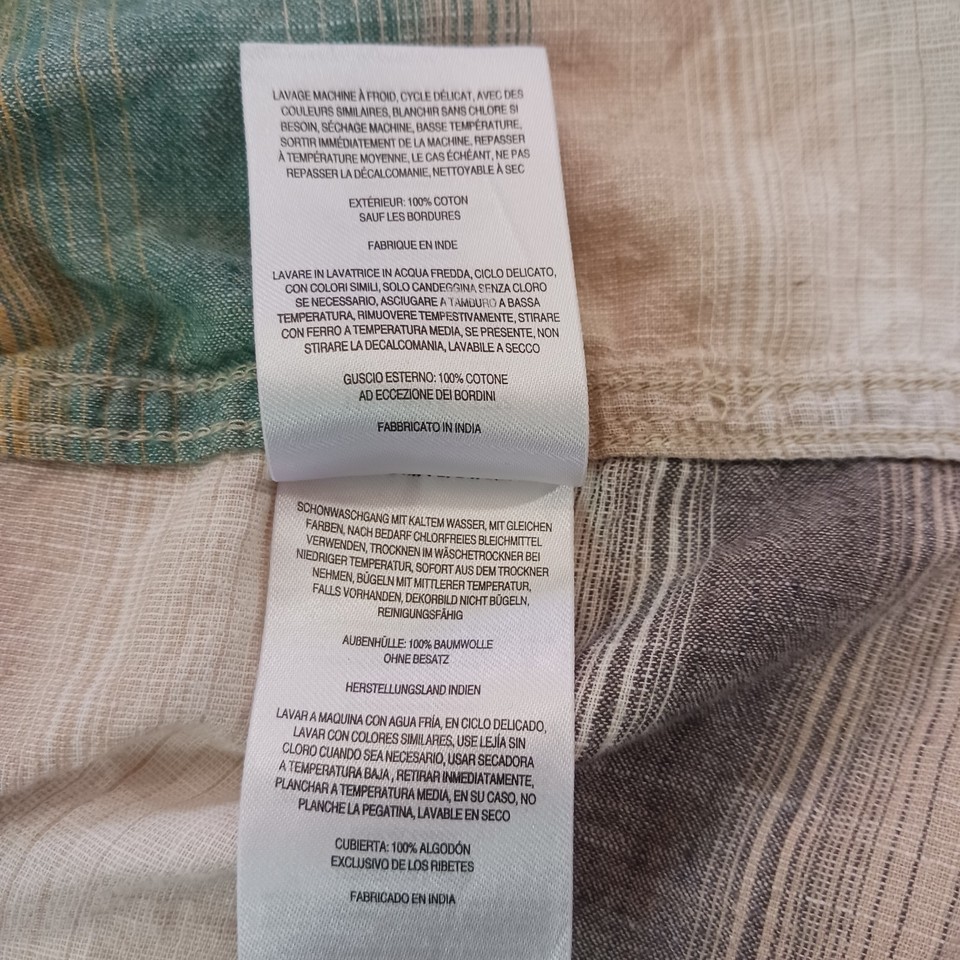 LAVAGE MACHINE À FROID, CYCLE DÉLICAT, AVEC DES
COULEURS SIMILAIRES, BLANCHIR SANS CHLORE SI
BESOIN, SÉCHAGE MACHINE, BASSE TEMPÉRATURE,
SORTIR IMMÉDIATEMENT DE LA MACHINE, REPASSER
À TEMPÉRATURE MOYENNE, LE CAS ÉCHÉANT, NE PAS
REPASSER LA DÉCALCOMANIE, NETTOYABLE À SEC
EXTÉRIEUR: 100% COTON
SAUF LES BORDURES
FABRIQUE EN INDE
LAVARE IN LAVATRICE IN ACQUA FREDDA, CICLO DELICATO,
CON COLORI SIMILI, SOLO CANDEGGINA SENZA CLORO
SE NECESSARIO, ASCIUGARE A TAMBURO A BASSA
TEMPERATURA, RIMUOVERE TEMPESTIVAMENTE, STIRARE
CON FERRO A TEMPERATURA MEDIA, SE PRESENTE, NON
STIRARE LA DECALCOMANIA, LAVABILE A SECCO
GUSCIO ESTERNO: 100% COTONE
AD ECCEZIONE DEI BORDINI
FABBRICATO IN INDIA
SCHONWASCHGANG MIT KALTEM WASSER, MIT GLEICHEN
FARBEN, NACH BEDARF CHLORFREIES BLEICHMITTEL
VERWENDEN, TROCKNEN IM WÄSCHETROCKNER BEI
NIEDRIGER TEMPERATUR, SOFORT AUS DEM TROCKNER
NEHMEN, BÜGELN MIT MITTLERER TEMPERATUR,
FALLS VORHANDEN, DEKORBILD NICHT BÜGELN,
REINIGUNGSFÄHIG
AUBENHÜLLE: 100% BAUMWOLLE
OHNE BESATZ
HERSTELLUNGSLAND INDIEN
LAVAR A MAQUINA CON AGUA FRÍA, EN CICLO DELICADO,
LAVAR CON COLORES SIMILARES, USE LEJÍA SIN
CLORO CUANDO SEA NECESARIO, USAR SECADORA
A TEMPERATURA BAJA , RETIRAR INMEDIATAMENTE,
PLANCHAR A TEMPERATURA MEDIA, EN SU CASO, NO
PLANCHE LA PEGATINA, LAVABLE EN SECO
CUBIERTA: 100% ALGODÓN
EXCLUSIVO DE LOS RIBETES
FABRICADO EN INDIA